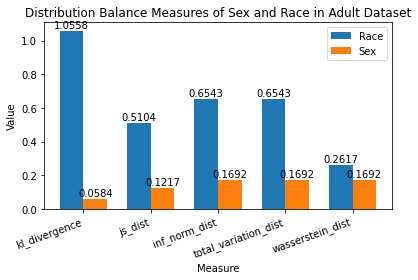 Distribution Balance Measures of Sex and Race in Adult Dataset
Race
Sex
Value
1.0
0.8
0.6
0.4
0.2
0.0
1.0558
0.0584
0.5104
0.1217
0.6543
0.1692
0.6543
0.1692
0.2617
0.1692
kl_divergence
js_dist
inf_norm_dist
total_variation_dist
wasserstein_dist
Measure